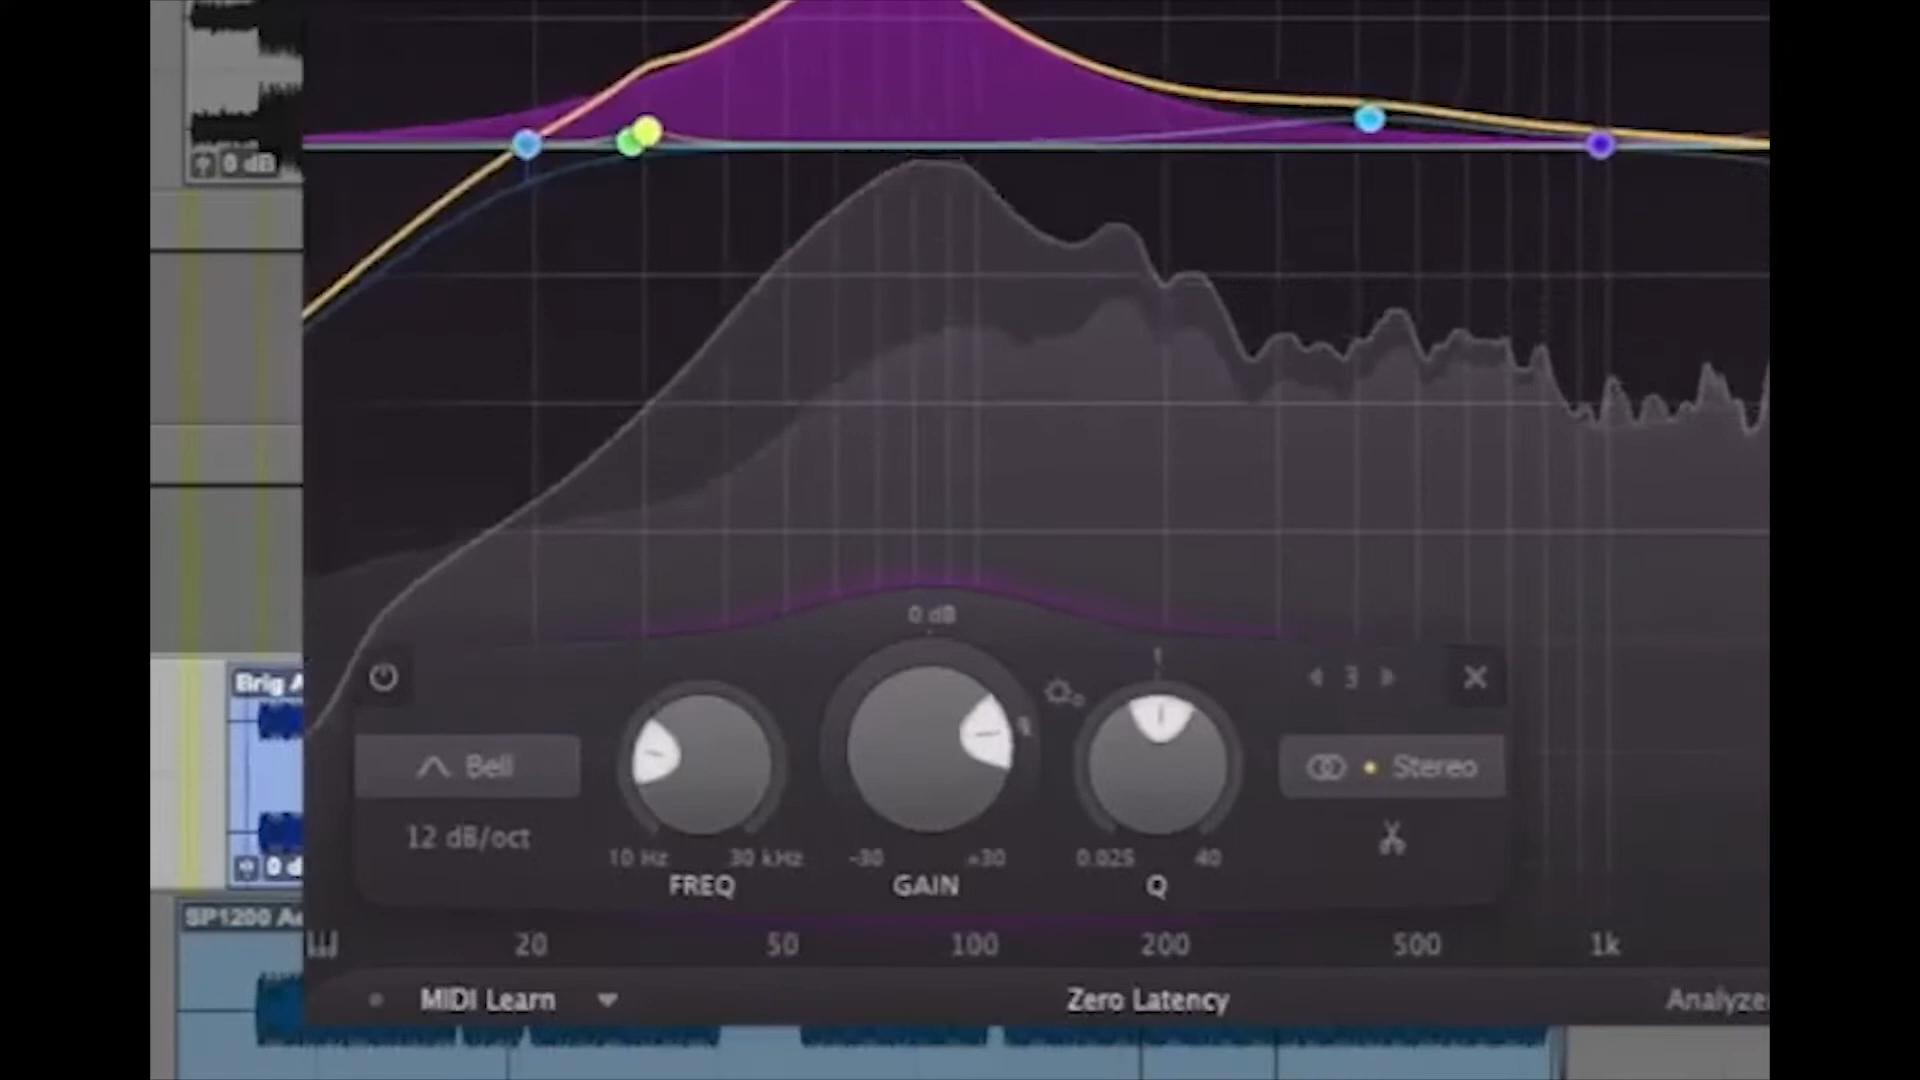 0 dB
Brig A
0 d
0 dB
3
Bell
Stereo
12 dB/oct
1
10 Hz
30 kHz
-30
+30
0.025
40
FREQ
GAIN
Q
SP1200 A
20
50
100
200
500
1k
MIDI Learn
Zero Latency
Analyze